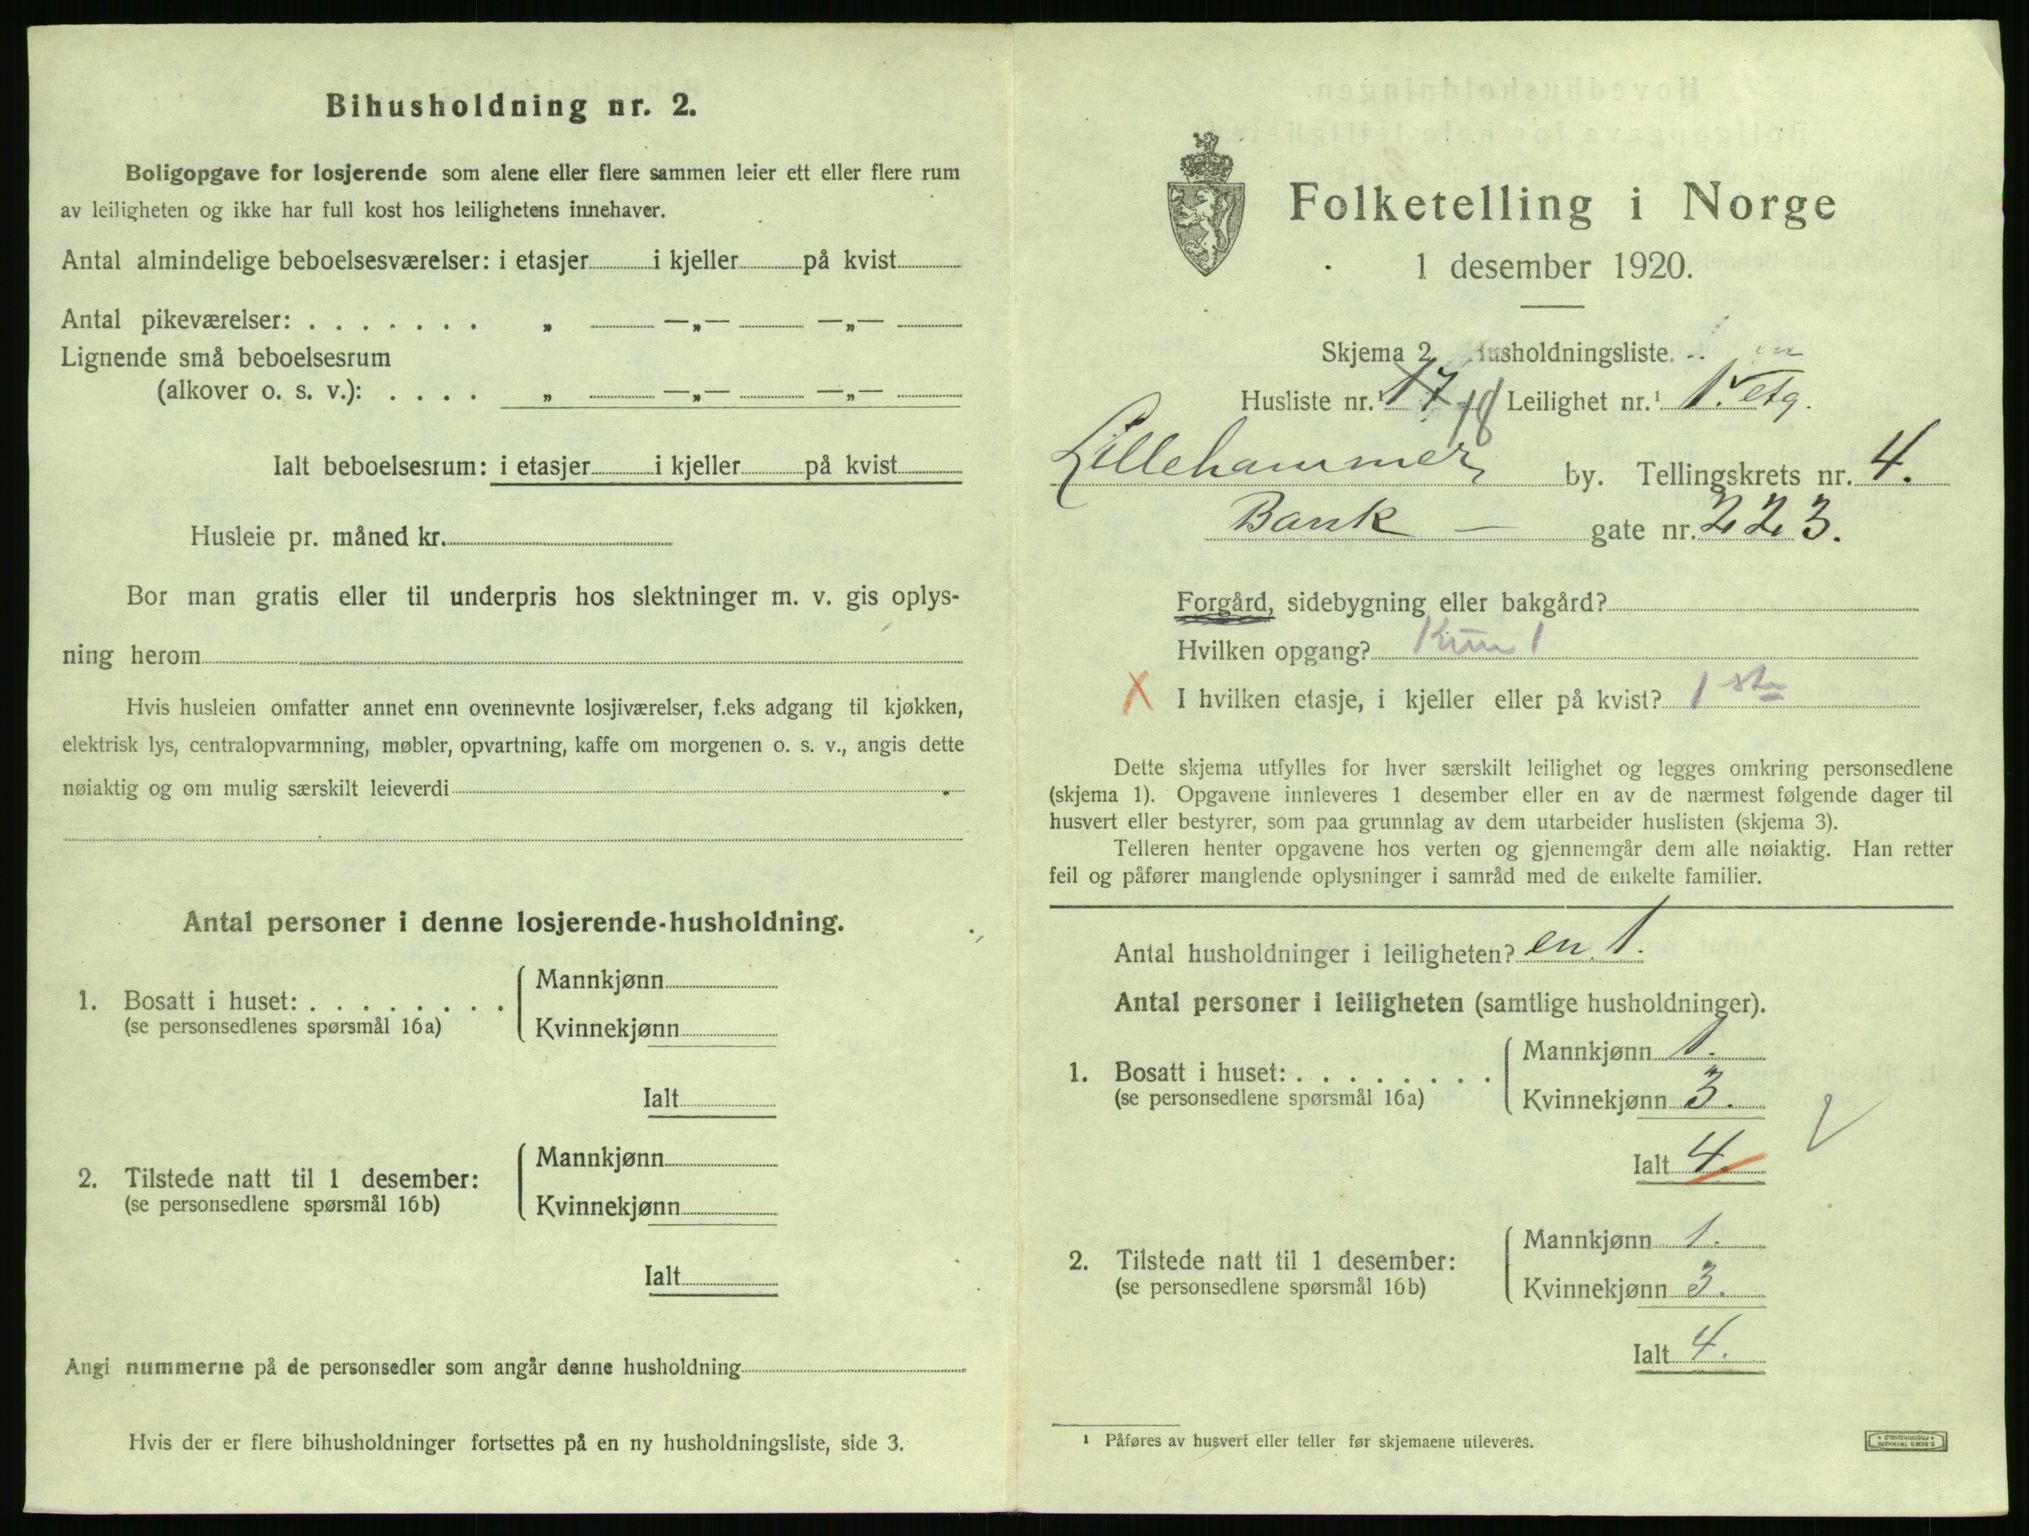 Bihusholdning nr. 2.
Boligopgave for losjerende som alene eller flere sammen leier ett eller flere rum
av leiligheten og ikke har full kost hos leilighetens innehaver.
Antal almindelige beboelsesværelser: i etasjer i kjeller på kvist
Antal pikeværelser: . . . . . . . „ —„— —„—
Lignende små beboelsesrum
(alkover o. s. v.): . . . . „ —„— —„—
Ialt beboelsesrum: i etasjer i kjeller på kvist
Husleie pr. måned kr.
Bor man gratis eller til underpris hos slektninger m. v. gis oplys-
ning herom
Hvis husleien omfatter annet enn ovennevnte losjiværelser, f.eks adgang til kjøkken,
elektrisk lys, centralopvarmning, møbler, opvartning, kaffe om morgenen o. s. v., angis dette
nøiaktig og om mulig særskilt leieverdi
Antal personer i denne losjerende-husholdning.
1. Bosatt i huset: . . . . . . . .
(se personsedlenes spørsmål 16a)
Mannkjønn
Kvinnekjønn
Ialt
2. Tilstede natt til 1 desember:
(se personsedlene spørsmål 16b)
Mannkjønn
Kvinnekjønn
Ialt
Angi nummerne på de personsedler som angår denne husholdning
Hvis der er flere bihusholdninger fortsettes på en ny husholdningsliste, side 3.
Folketelling i Norge
1 desember 1920.
Skjema 2. Husholdningsliste.
Husliste nr.¹ 17 18 Leilighet nr.¹ 1. etg.
Lillehammer by. Tellingskrets nr. 4.
Bank — gate nr. 223.
Forgård, sidebygning eller bakgård?
Hvilken opgang? Kun 1
X I hvilken etasje, i kjeller eller på kvist? 1 ste
Dette skjema utfylles for hver særskilt leilighet og legges omkring personsedlene
(skjema 1). Opgavene innleveres 1 desember eller en av de nærmest følgende dager til
husvert eller bestyrer, som paa grunnlag av dem utarbeider huslisten (skjema 3).
Telleren henter opgavene hos verten og gjennemgår dem alle nøiaktig. Han retter
feil og påfører manglende oplysninger i samråd med de enkelte familier.
Antal husholdninger i leiligheten? en. 1.
Antal personer i leiligheten (samtlige husholdninger).
1. Bosatt i huset: . . . . . . . .
(se personsedlene spørsmål 16a)
Mannkjønn 1.
Kvinnekjønn 3.
Ialt 4.
2. Tilstede natt til 1 desember:
(se personsedlene spørsmål 16b)
Mannkjønn 1.
Kvinnekjønn 3.
Ialt 4.
¹ Påføres av husvert eller teller før skjemaene utleveres.